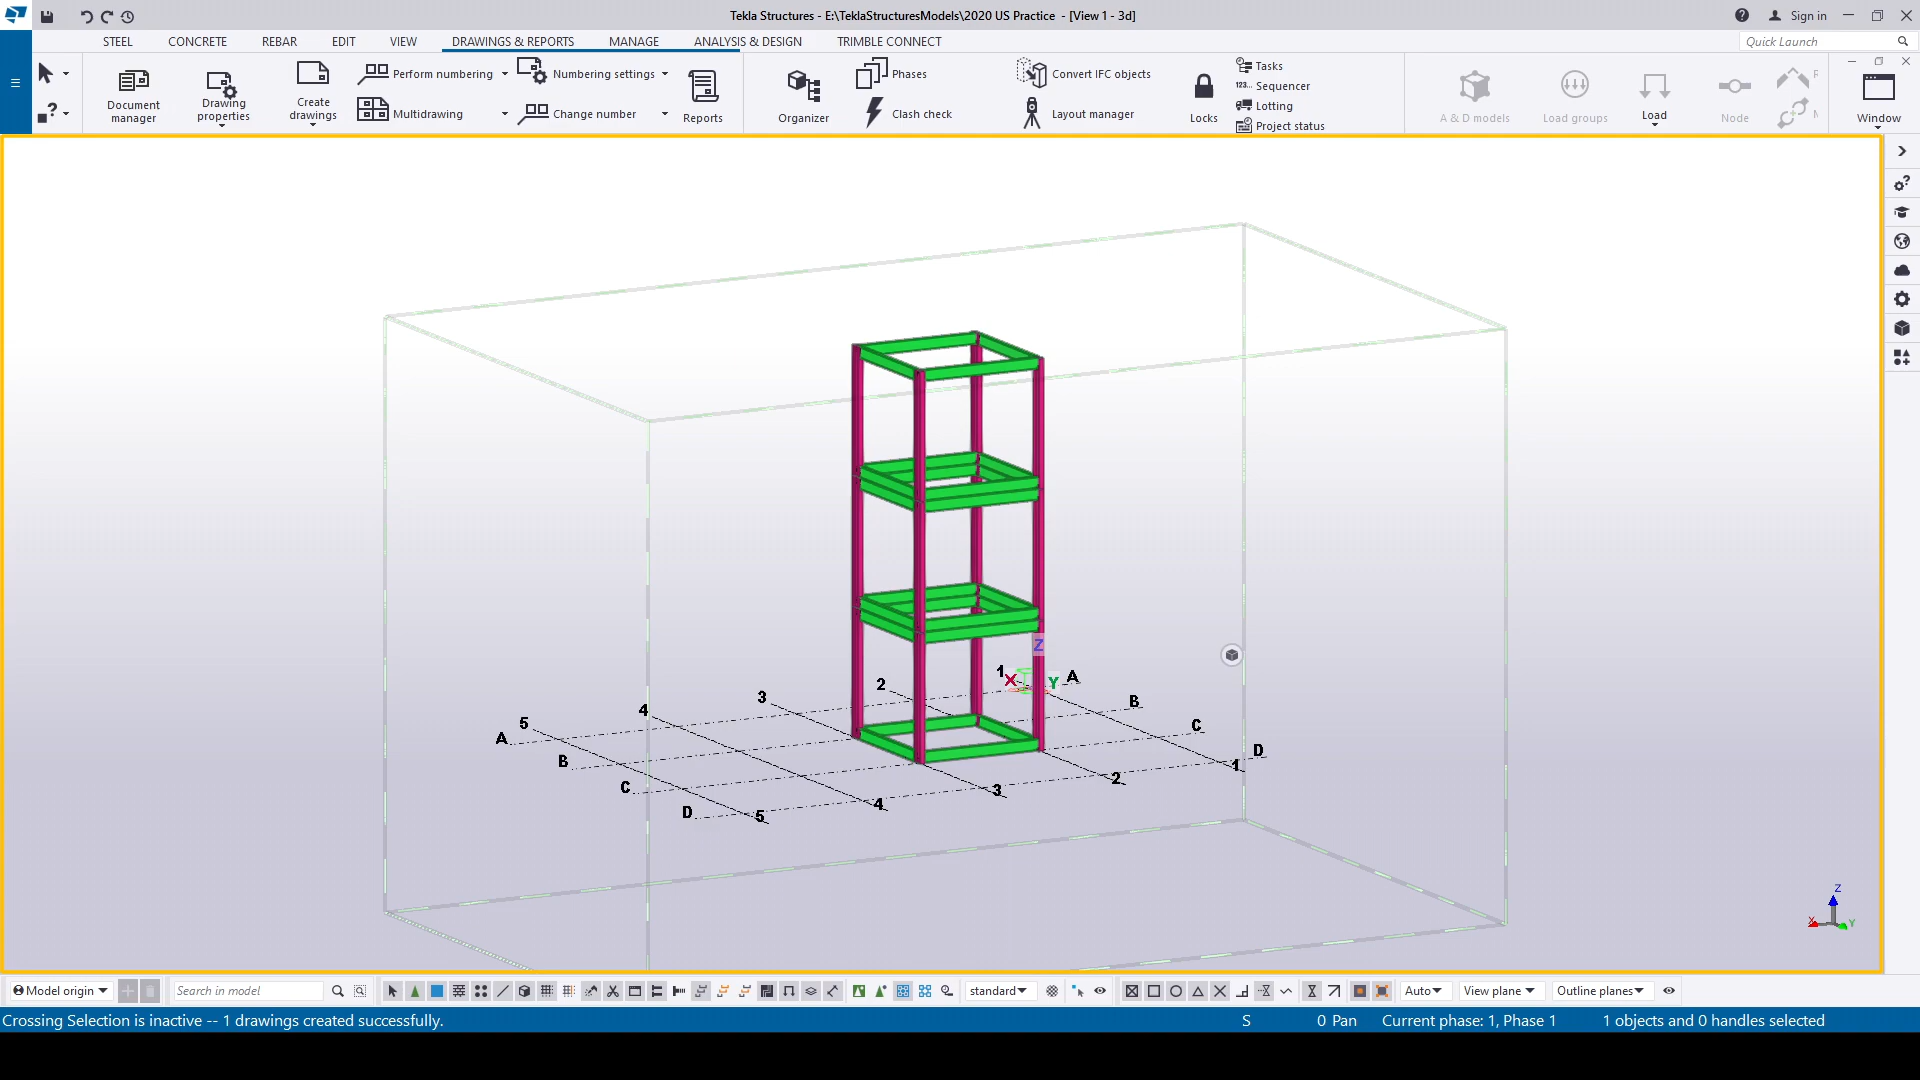 Tekla Structures - E:\TeklaStructuresModels\2020 US Practice - [View 1 - 3d]
Sign in
STEEL CONCRETE REBAR EDIT VIEW DRAWINGS & REPORTS MANAGE ANALYSIS & DESIGN TRIMBLE CONNECT
Quick Launch
Document manager
Drawing properties
Create drawings
Perform numbering
Multidrawing
Numbering settings
Change number
Reports
Organizer
Phases
Clash check
Convert IFC objects
Layout manager
Locks
Tasks
Sequencer
Lotting
Project status
A & D models
Load groups
Load
Node
Window
Z
1 X Y A
2
3
4
5
A
B
B
C
C
D
D
1
2
3
4
5
Z
X Y
Model origin
Search in model
standard
Auto
View plane
Outline planes
Crossing Selection is inactive -- 1 drawings created successfully.
S
0 Pan
Current phase: 1, Phase 1
1 objects and 0 handles selected